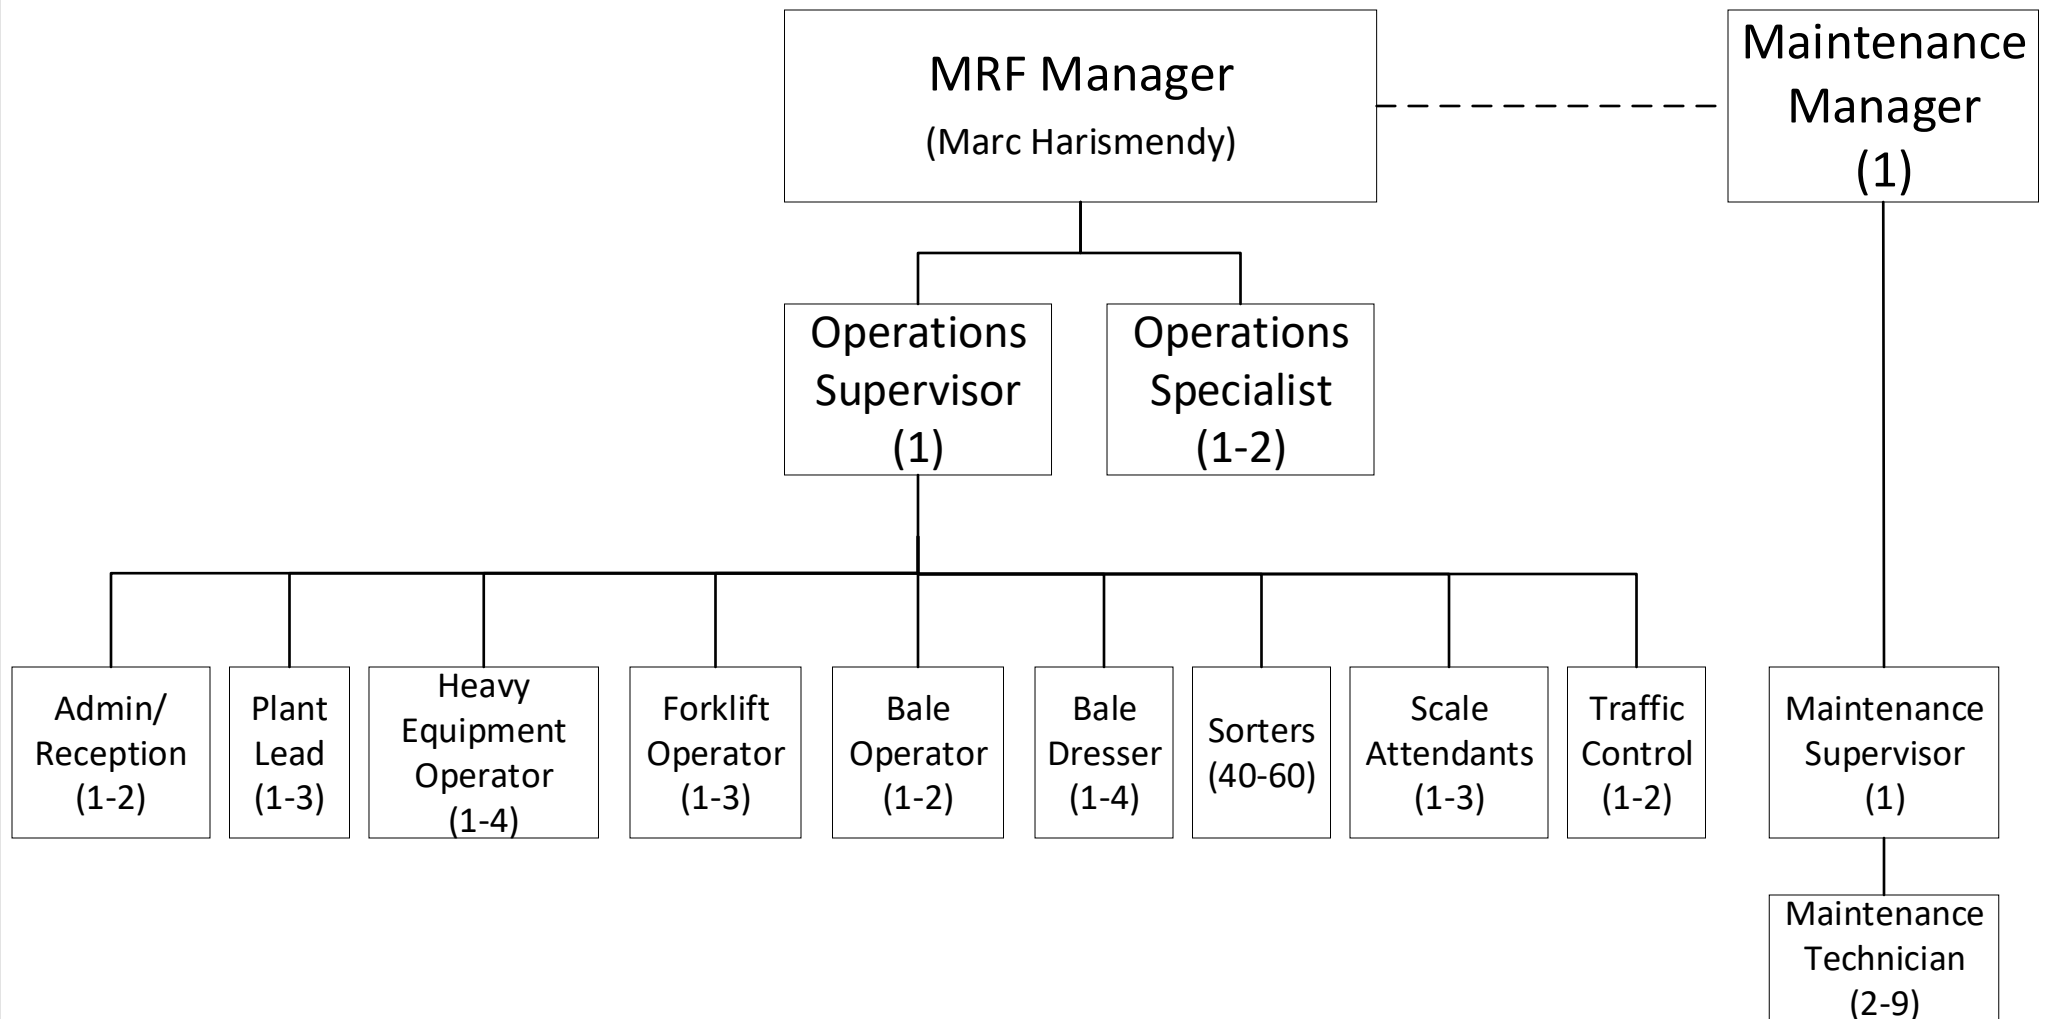 MRF Manager
(Marc Harismendy)
Maintenance
Manager
(1)
Operations
Supervisor
(1)
Operations
Specialist
(1-2)
Admin/
Reception
(1-2)
Plant
Lead
(1-3)
Heavy
Equipment
Operator
(1-4)
Forklift
Operator
(1-3)
Bale
Operator
(1-2)
Bale
Dresser
(1-4)
Sorters
(40-60)
Scale
Attendants
(1-3)
Traffic
Control
(1-2)
Maintenance
Supervisor
(1)
Maintenance
Technician
(2-9)